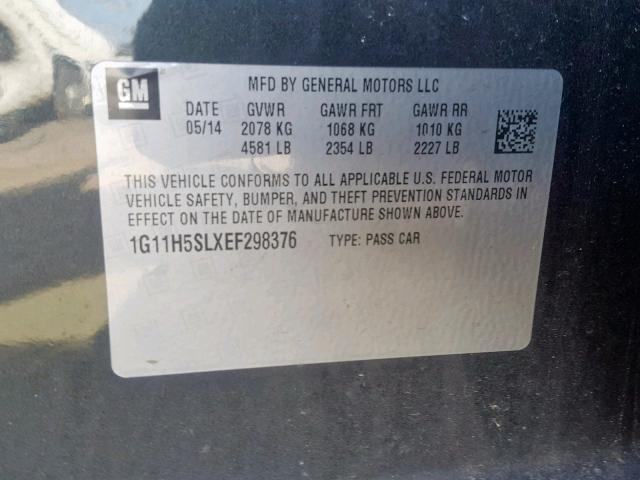 GM
MFD BY GENERAL MOTORS LLC
DATE GVWR GAWR FRT GAWR RR
05/14 2078 KG 1068 KG 1010 KG
4581 LB 2354 LB 2227 LB
THIS VEHICLE CONFORMS TO ALL APPLICABLE U.S. FEDERAL MOTOR
VEHICLE SAFETY, BUMPER, AND THEFT PREVENTION STANDARDS IN
EFFECT ON THE DATE OF MANUFACTURE SHOWN ABOVE.
1G11H5SLXEF298376 TYPE: PASS CAR